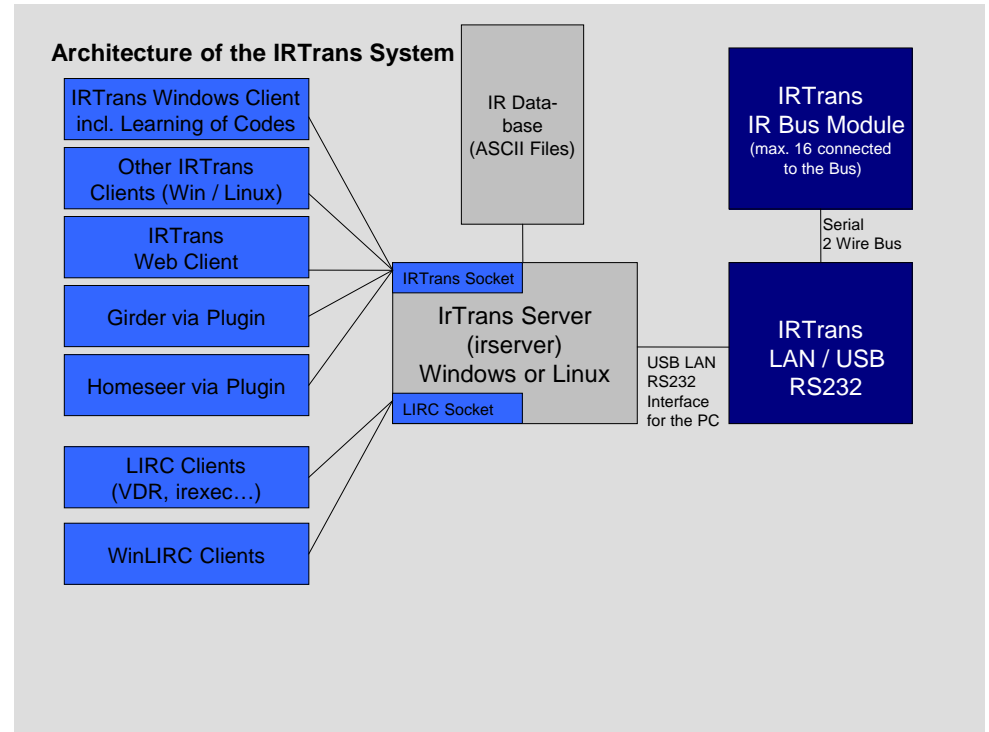 Architecture of the IRTrans System
IRTrans Windows Client
incl. Learning of Codes
Other IRTrans
Clients (Win / Linux)
IRTrans
Web Client
Girder via Plugin
Homeseer via Plugin
LIRC Clients
(VDR, irexec…)
WinLIRC Clients
IR Data-
base
(ASCII Files)
IRTrans Socket
IrTrans Server
(irserver)
Windows or Linux
LIRC Socket
USB LAN
RS232
Interface
for the PC
IRTrans
IR Bus Module
(max. 16 connected
to the Bus)
Serial
2 Wire Bus
IRTrans
LAN / USB
RS232